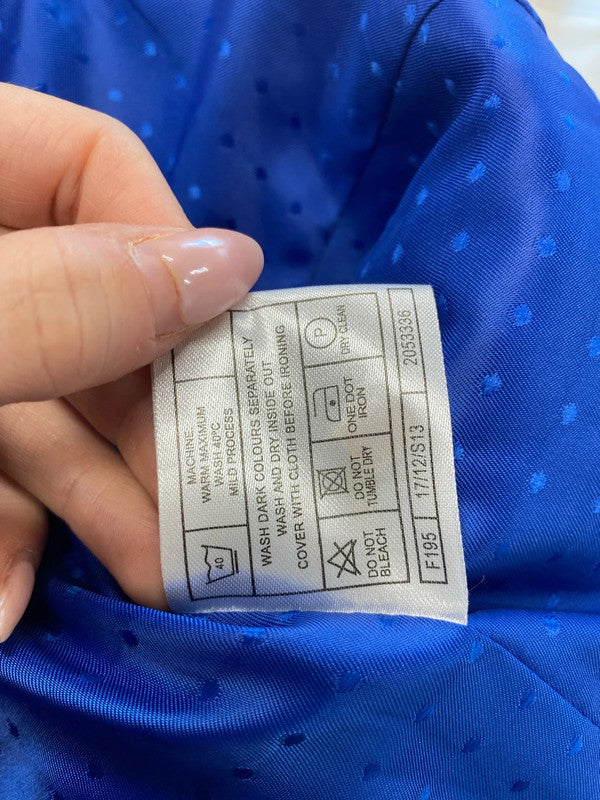 40
MACHINE
WARM MAXIMUM
WASH 40°C
MILD PROCESS
WASH DARK COLOURS SEPARATELY
WASH AND DRY INSIDE OUT
COVER WITH CLOTH BEFORE IRONING
DO NOT
BLEACH
DO NOT
TUMBLE DRY
ONE DOT
IRON
P
DRY CLEAN
F195
17/12/S13
2053336